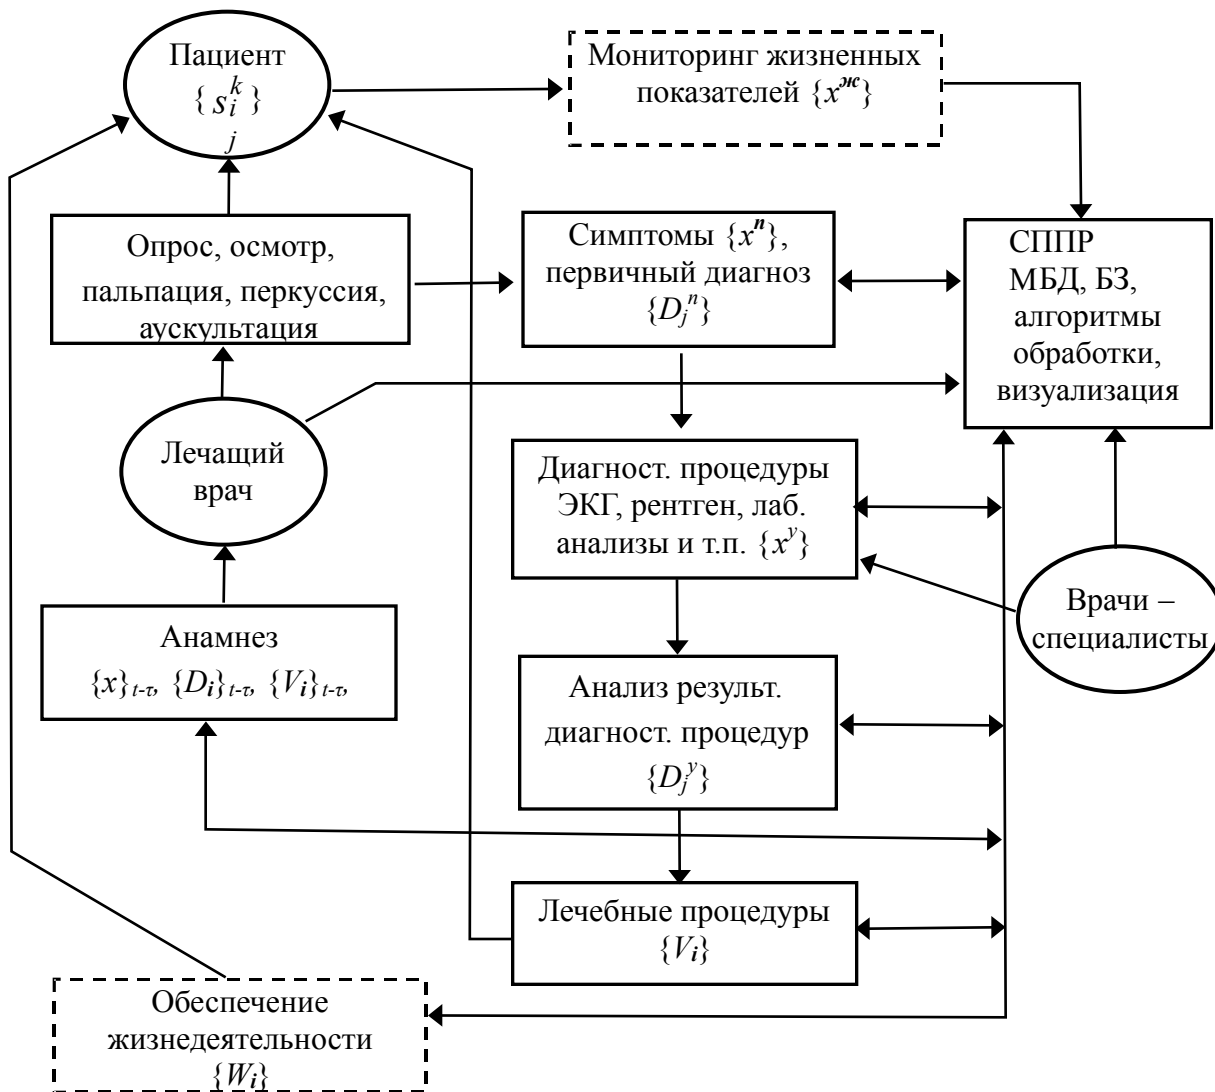 Пациент
{ s_i^k }
j
Мониторинг жизненных
показателей {x^ж}
Опрос, осмотр,
пальпация, перкуссия,
аускультация
Симптомы {x^п},
первичный диагноз
{D_j^п}
СППР
МБД, БЗ,
алгоритмы
обработки,
визуализация
Лечащий
врач
Диагност. процедуры
ЭКГ, рентген, лаб.
анализы и т.п. {x^y}
Врачи –
специалисты
Анамнез
{x}_{t-τ}, {D_i}_{t-τ}, {V_i}_{t-τ},
Анализ результ.
диагност. процедур
{D_j^y}
Лечебные процедуры
{V_i}
Обеспечение
жизнедеятельности
{W_i}